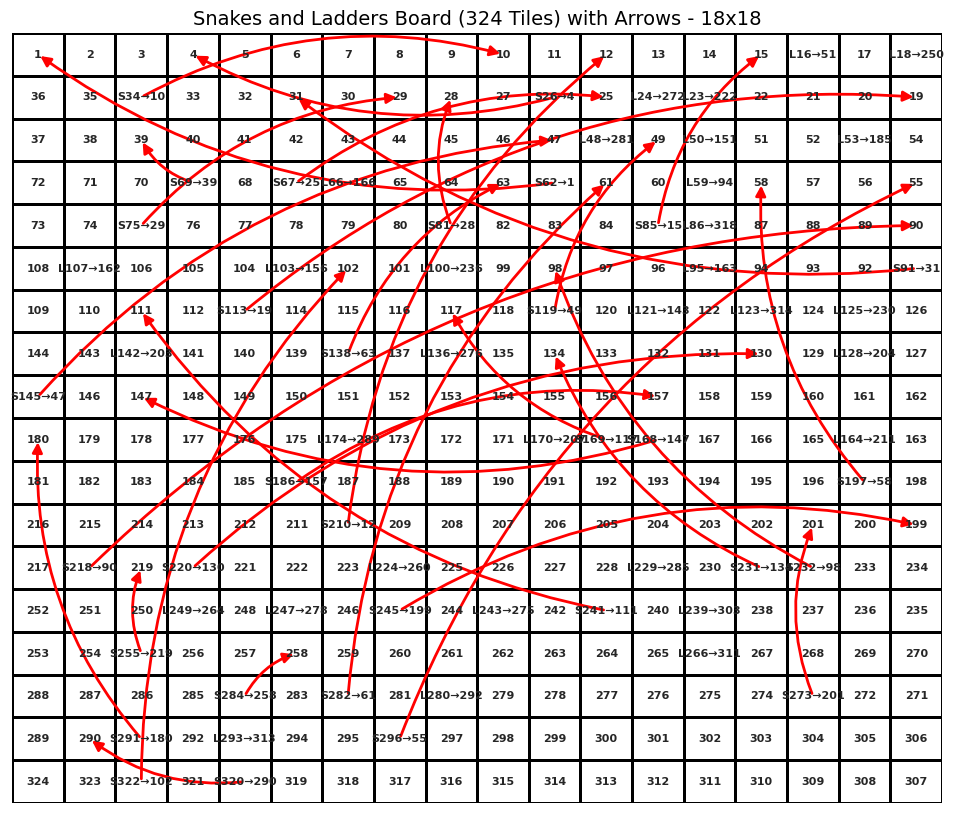 Snakes and Ladders Board (324 Tiles) with Arrows - 18x18
1 2 3 4 5 6 7 8 9 10 11 12 13 14 15 L16→51 17 L18→250
36 35 S34→10 33 32 31 30 29 28 27 S26→4 25 L24→272 L23→222 22 21 20 19
37 38 39 40 41 42 43 44 45 46 47 L48→281 49 L50→151 51 52 L53→185 54
72 71 70 S69→39 68 S67→25 L66→166 65 64 63 S62→1 61 60 L59→94 58 57 56 55
73 74 S75→29 76 77 78 79 80 S81→28 82 83 84 S85→15 L86→318 87 88 89 90
108 L107→162 106 105 104 L103→156 102 101 L100→236 99 98 97 96 L95→163 94 93 92 S91→31
109 110 111 112 S113→19 114 115 116 117 118 S119→49 120 L121→143 122 L123→314 124 L125→230 126
144 143 L142→203 141 140 139 S138→63 137 L136→276 135 134 133 132 131 130 129 L128→204 127
S145→47 146 147 148 149 150 151 152 153 154 155 156 157 158 159 160 161 162
180 179 178 177 176 175 L174→289 173 172 171 L170→209 S169→117 S168→147 167 166 165 L164→211 163
181 182 183 184 185 S186→157 187 188 189 190 191 192 193 194 195 196 S197→58 198
216 215 214 213 212 211 S210→12 209 208 207 206 205 204 203 202 201 200 199
217 S218→90 219 S220→130 221 222 223 L224→260 225 226 227 228 L229→285 230 S231→134 S232→98 233 234
252 251 250 L249→264 248 L247→273 246 S245→199 244 L243→275 242 S241→111 240 L239→303 238 237 236 235
253 254 S255→219 256 257 258 259 260 261 262 263 264 265 L266→311 267 268 269 270
288 287 286 285 S284→258 283 S282→61 281 L280→292 279 278 277 276 275 274 S273→201 272 271
289 290 S291→180 292 L293→313 294 295 S296→55 297 298 299 300 301 302 303 304 305 306
324 323 S322→102 321 S320→290 319 318 317 316 315 314 313 312 311 310 309 308 307